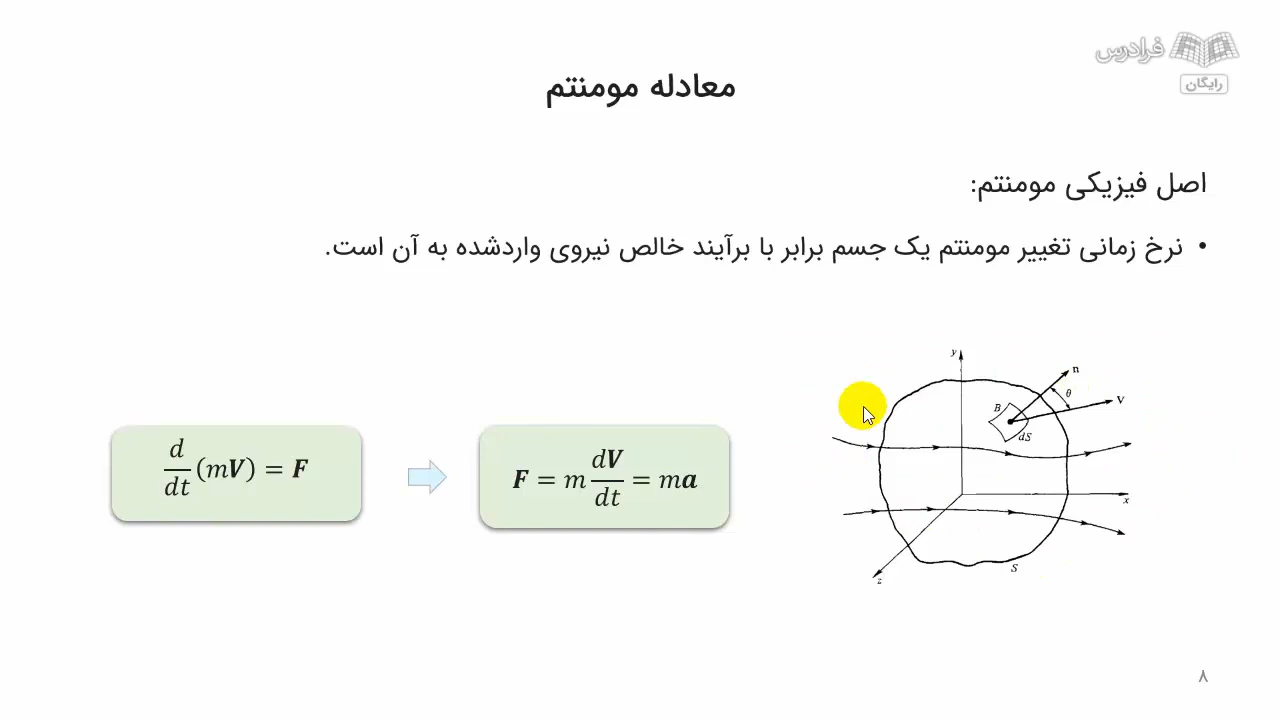 فرادرس
رایگان
معادله مومنتم
اصل فیزیکی مومنتم:
• نرخ زمانی تغییر مومنتم یک جسم برابر با برآیند خالص نیروی واردشده به آن است.
d/dt (mV) = F
F = m dV/dt = ma
y
n
θ
V
B
dS
x
z
S
۸